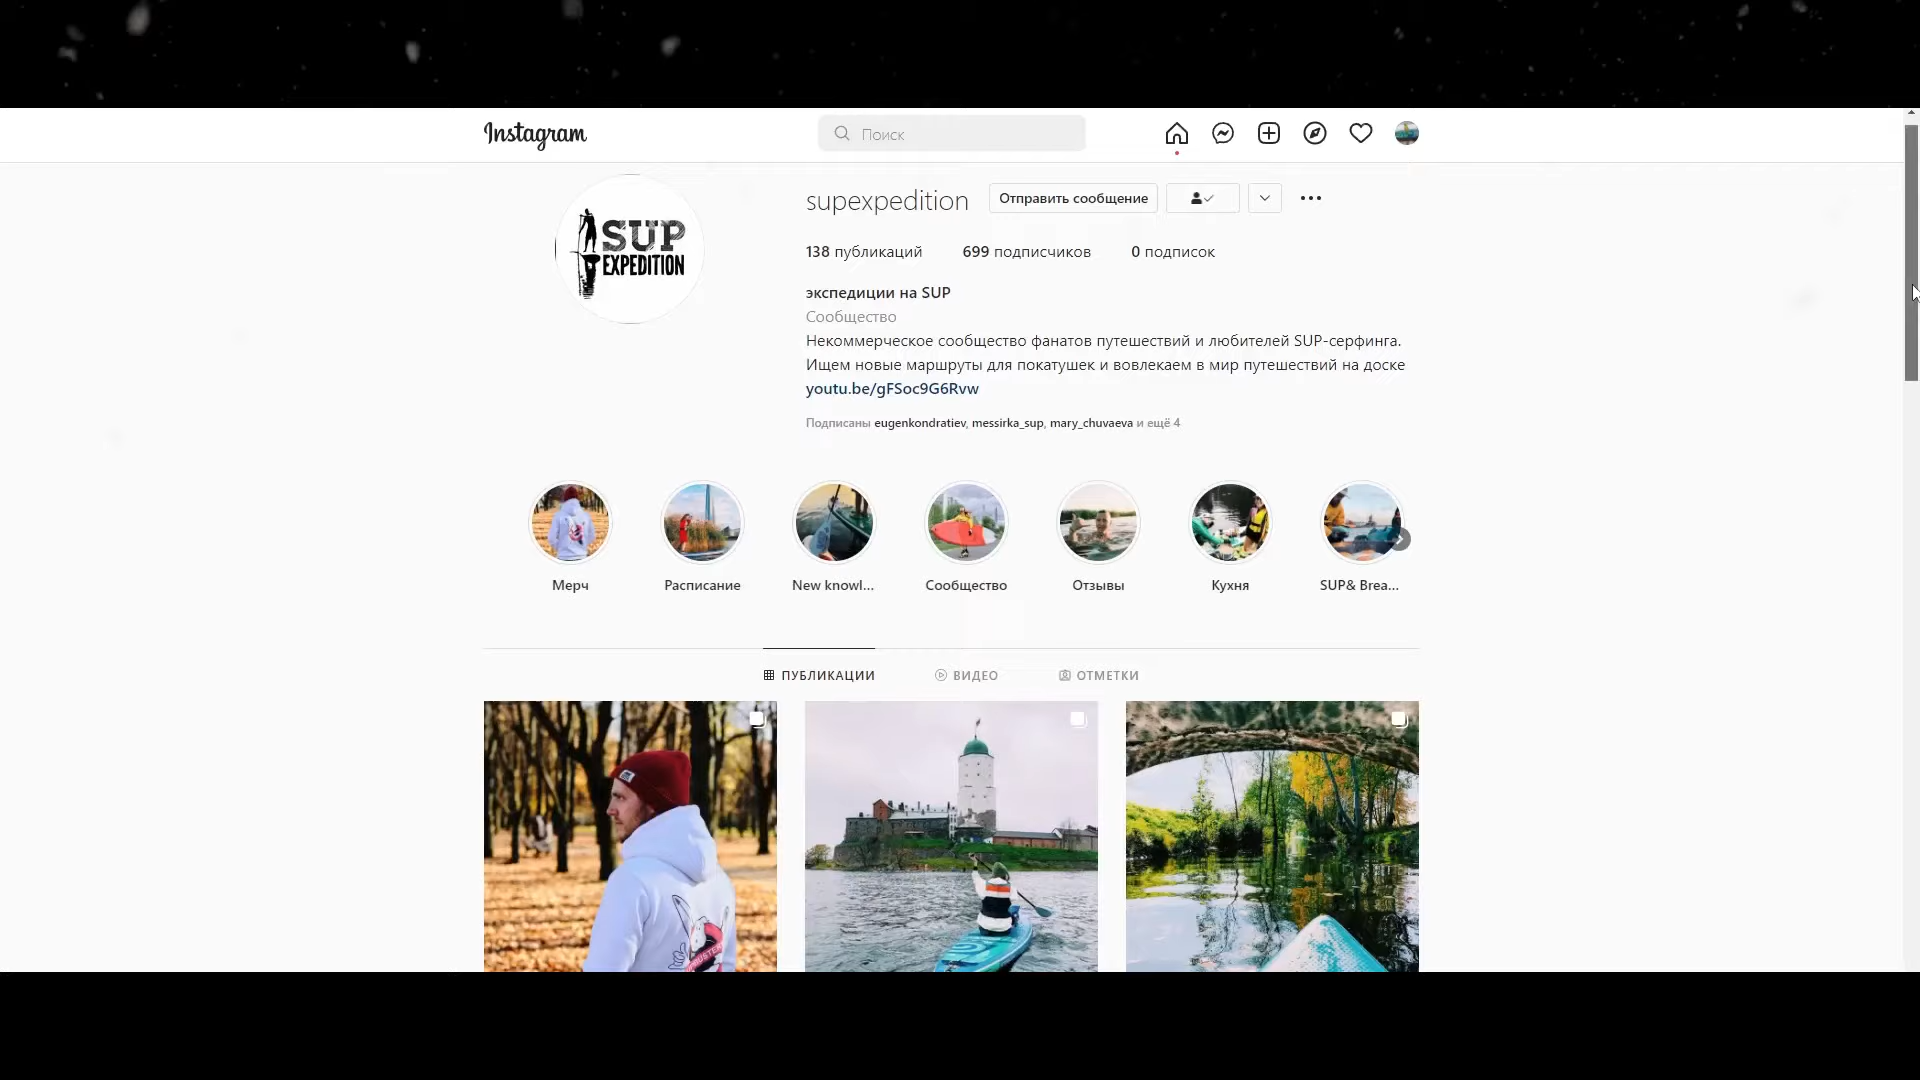 Instagram
Поиск
SUP
EXPEDITION
supexpedition
Отправить сообщение
138 публикаций 699 подписчиков 0 подписок
экспедиции на SUP
Сообщество
Некоммерческое сообщество фанатов путешествий и любителей SUP-серфинга.
Ищем новые маршруты для покатушек и вовлекаем в мир путешествий на доске
youtu.be/gFSoc9G6Rvw
Подписаны eugenkondratiev, messirka_sup, mary_chuvaeva и ещё 4
Мерч Расписание New knowl... Сообщество Отзывы Кухня SUP& Brea...
ПУБЛИКАЦИИ ВИДЕО ОТМЕТКИ